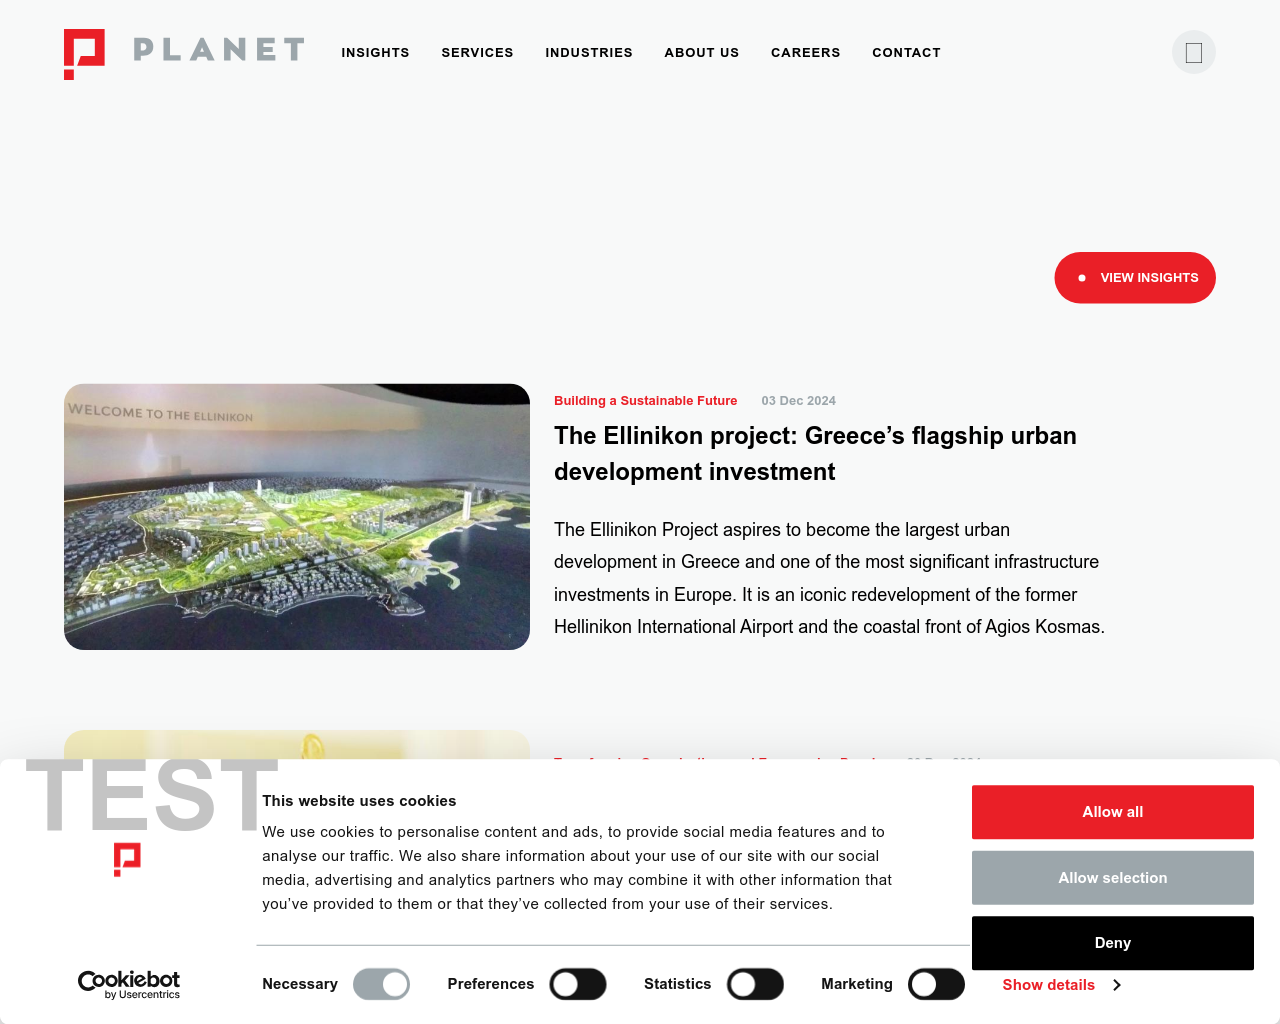 PLANET
INSIGHTS SERVICES INDUSTRIES ABOUT US CAREERS CONTACT
VIEW INSIGHTS
WELCOME TO THE ELLINIKON
Building a Sustainable Future 03 Dec 2024
The Ellinikon project: Greece’s flagship urban
development investment
The Ellinikon Project aspires to become the largest urban
development in Greece and one of the most significant infrastructure
investments in Europe. It is an iconic redevelopment of the former
Hellinikon International Airport and the coastal front of Agios Kosmas.
TEST
This website uses cookies
We use cookies to personalise content and ads, to provide social media features and to
analyse our traffic. We also share information about your use of our site with our social
media, advertising and analytics partners who may combine it with other information that
you’ve provided to them or that they’ve collected from your use of their services.
Allow all
Allow selection
Deny
Cookiebot
by Usercentrics
Necessary Preferences Statistics Marketing Show details